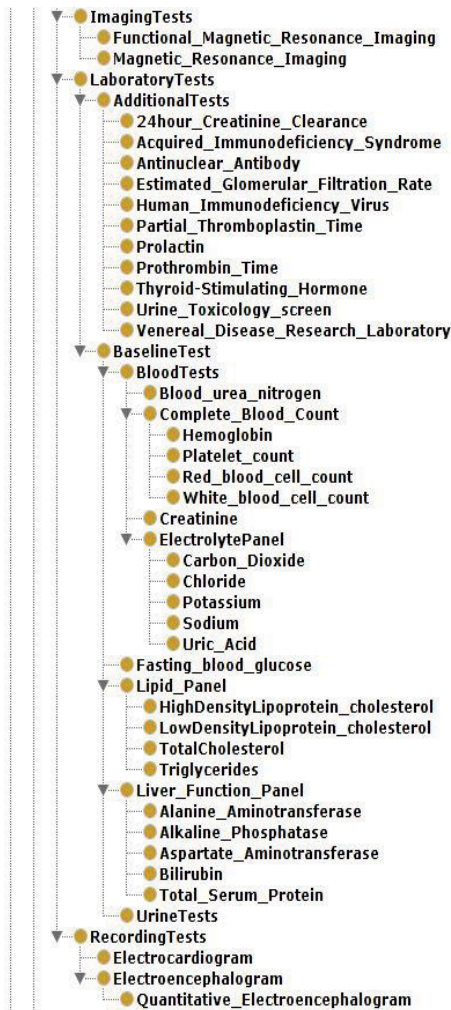 ImagingTests
Functional_Magnetic_Resonance_Imaging
Magnetic_Resonance_Imaging
LaboratoryTests
AdditionalTests
24hour_Creatinine_Clearance
Acquired_Immunodeficiency_Syndrome
Antinuclear_Antibody
Estimated_Glomerular_Filtration_Rate
Human_Immunodeficiency_Virus
Partial_Thromboplastin_Time
Prolactin
Prothrombin_Time
Thyroid-Stimulating_Hormone
Urine_Toxicology_screen
Venereal_Disease_Research_Laboratory
BaselineTest
BloodTests
Blood_urea_nitrogen
Complete_Blood_Count
Hemoglobin
Platelet_count
Red_blood_cell_count
White_blood_cell_count
Creatinine
ElectrolytePanel
Carbon_Dioxide
Chloride
Potassium
Sodium
Uric_Acid
Fasting_blood_glucose
Lipid_Panel
HighDensityLipoprotein_cholesterol
LowDensityLipoprotein_cholesterol
TotalCholesterol
Triglycerides
Liver_Function_Panel
Alanine_Aminotransferase
Alkaline_Phosphatase
Aspartate_Aminotransferase
Bilirubin
Total_Serum_Protein
UrineTests
RecordingTests
Electrocardiogram
Electroencephalogram
Quantitative_Electroencephalogram